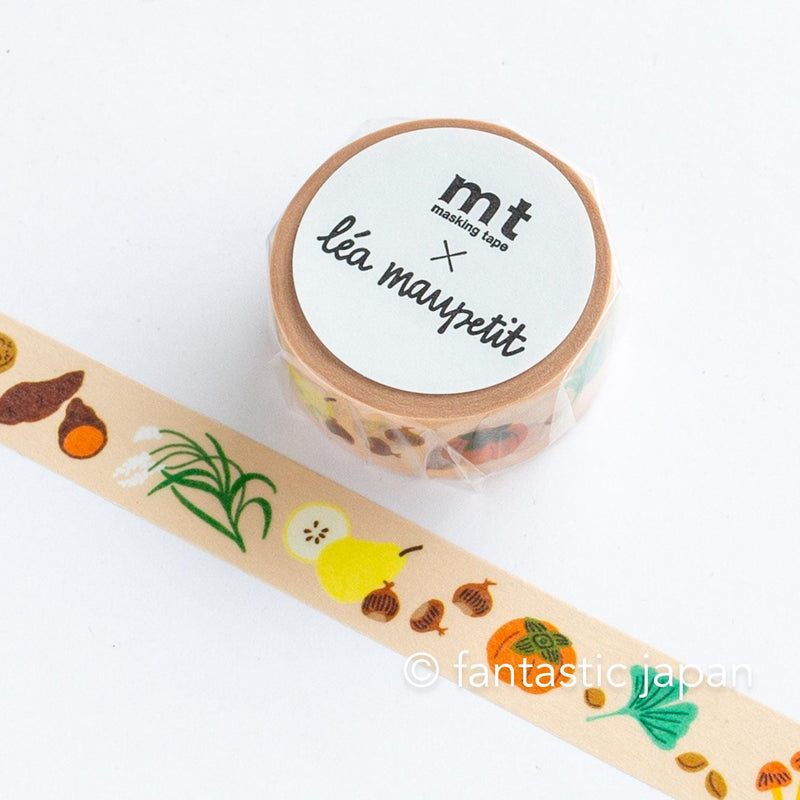 mt
masking tape
×
léa maupetit
© fantastic japan